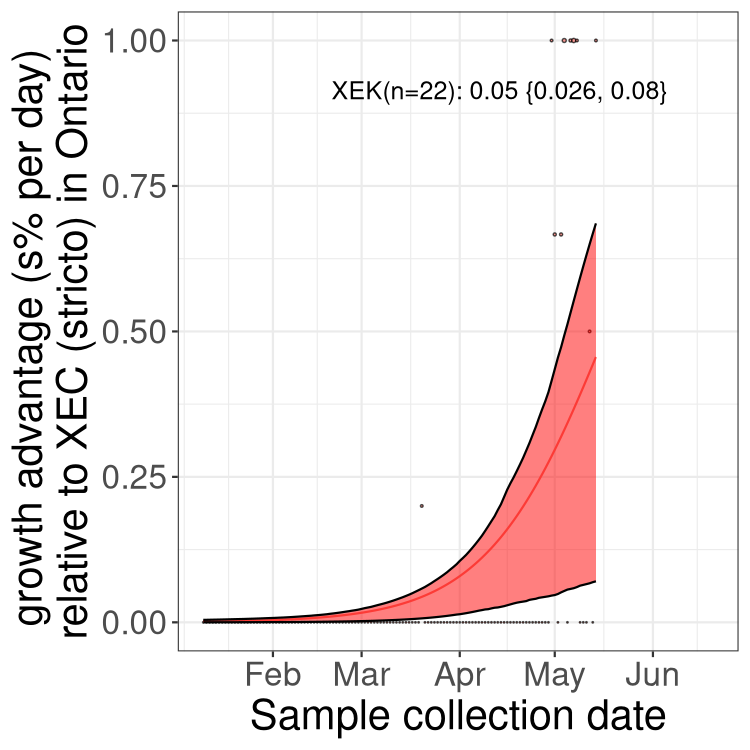 growth advantage (s% per day)
relative to XEC (stricto) in Ontario
1.00
0.75
0.50
0.25
0.00
XEK(n=22): 0.05 {0.026, 0.08}
Feb Mar Apr May Jun
Sample collection date